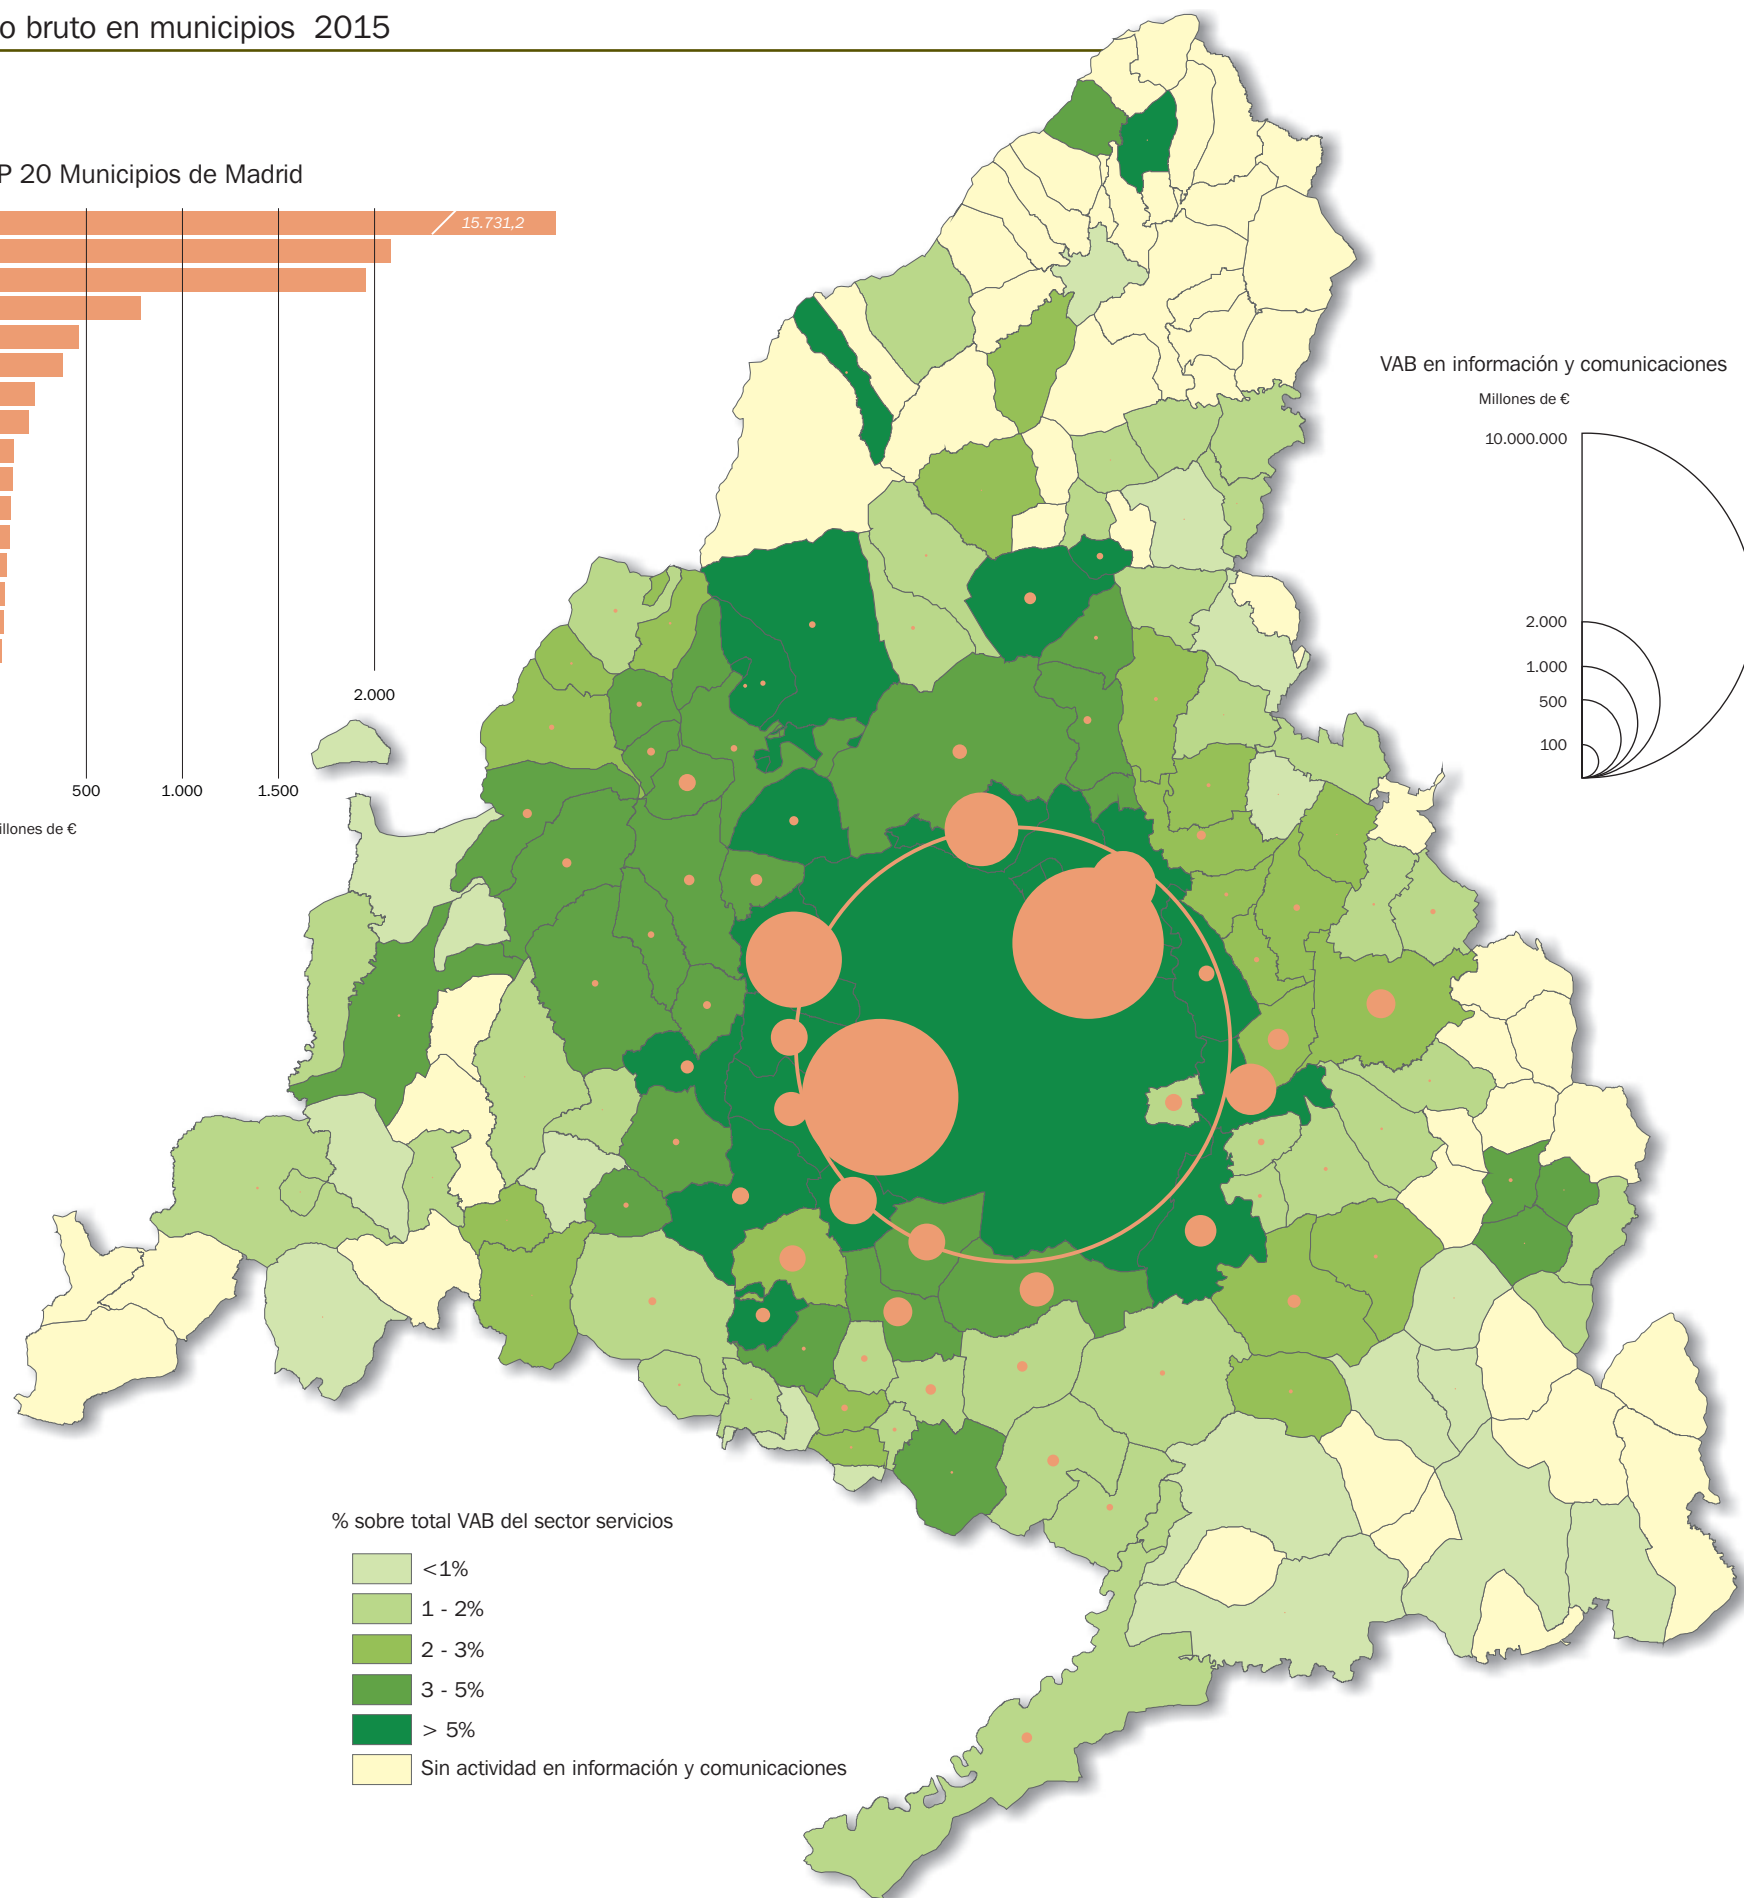 o bruto en municipios 2015
P 20 Municipios de Madrid
15.731,2
2.000
500 1.000 1.500
illones de €
VAB en información y comunicaciones
Millones de €
10.000.000
2.000
1.000
500
100
% sobre total VAB del sector servicios
<1%
1 - 2%
2 - 3%
3 - 5%
> 5%
Sin actividad en información y comunicaciones